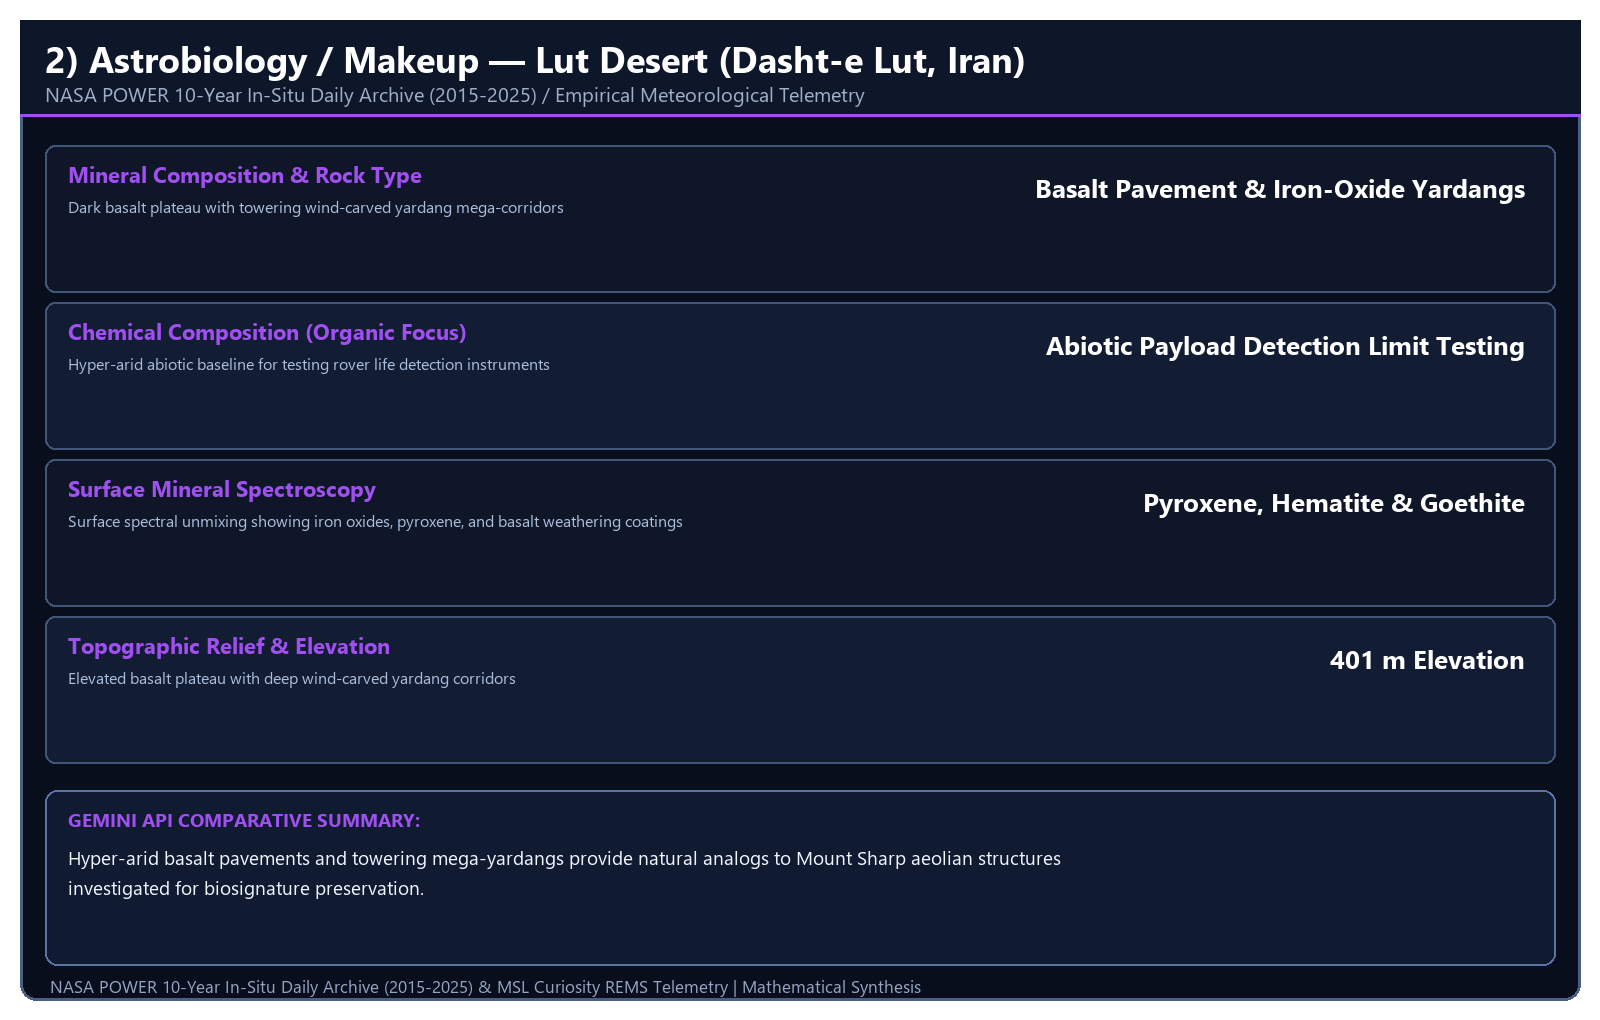 2) Astrobiology / Makeup — Lut Desert (Dasht-e Lut, Iran)
NASA POWER 10-Year In-Situ Daily Archive (2015-2025) / Empirical Meteorological Telemetry
Mineral Composition & Rock Type
Dark basalt plateau with towering wind-carved yardang mega-corridors
Basalt Pavement & Iron-Oxide Yardangs
Chemical Composition (Organic Focus)
Hyper-arid abiotic baseline for testing rover life detection instruments
Abiotic Payload Detection Limit Testing
Surface Mineral Spectroscopy
Surface spectral unmixing showing iron oxides, pyroxene, and basalt weathering coatings
Pyroxene, Hematite & Goethite
Topographic Relief & Elevation
Elevated basalt plateau with deep wind-carved yardang corridors
401 m Elevation
GEMINI API COMPARATIVE SUMMARY:
Hyper-arid basalt pavements and towering mega-yardangs provide natural analogs to Mount Sharp aeolian structures
investigated for biosignature preservation.
NASA POWER 10-Year In-Situ Daily Archive (2015-2025) & MSL Curiosity REMS Telemetry | Mathematical Synthesis